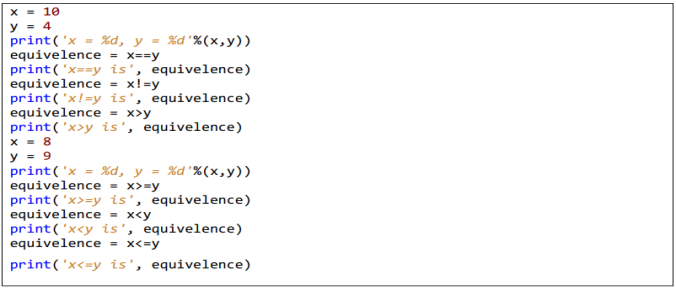 x = 10
y = 4
print('x = %d, y = %d'%(x,y))
equivelence = x==y
print('x==y is', equivelence)
equivelence = x!=y
print('x!=y is', equivelence)
equivelence = x>y
print('x>y is', equivelence)
x = 8
y = 9
print('x = %d, y = %d'%(x,y))
equivelence = x>=y
print('x>=y is', equivelence)
equivelence = x<y
print('x<y is', equivelence)
equivelence = x<=y
print('x<=y is', equivelence)